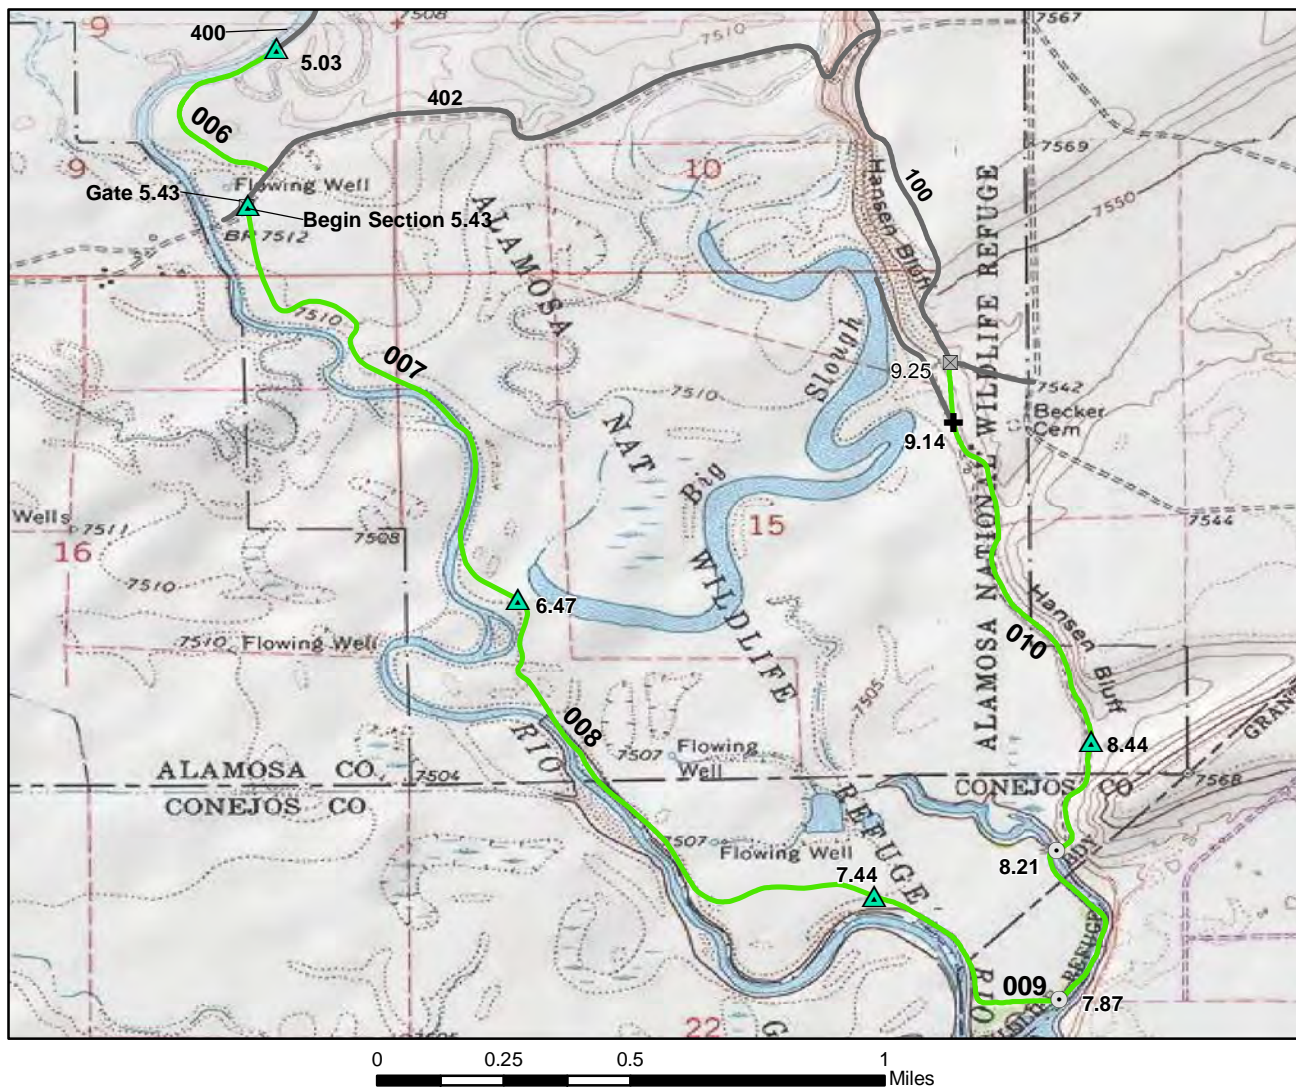 9
7508
7510
7567
400
5.03
402
006
9
10
7569
Hansen Bluff
100
7550
Flowing Well
Gate 5.43
Begin Section 5.43
BR 7512
ALAMOSA NAT WILDLIFE REFUGE
ALAMOSA NATIONAL WILDLIFE REFUGE
7510
007
7510
Big Slough
9.25
7542
Becker
Cem
9.14
Wells
7511
16
7508
15
7544
7510
6.47
7510
Flowing Well
010
Hansen Bluff
7505
008
RIO
7507
Flowing
Well
8.44
GRAN
7568
ALAMOSA CO
7504
CONEJOS CO
CONEJOS CO
7507
Flowing Well
8.21
BDY
7.44
REFUGE
009
RIO
7.87
22
G
0
0.25
0.5
1
Miles